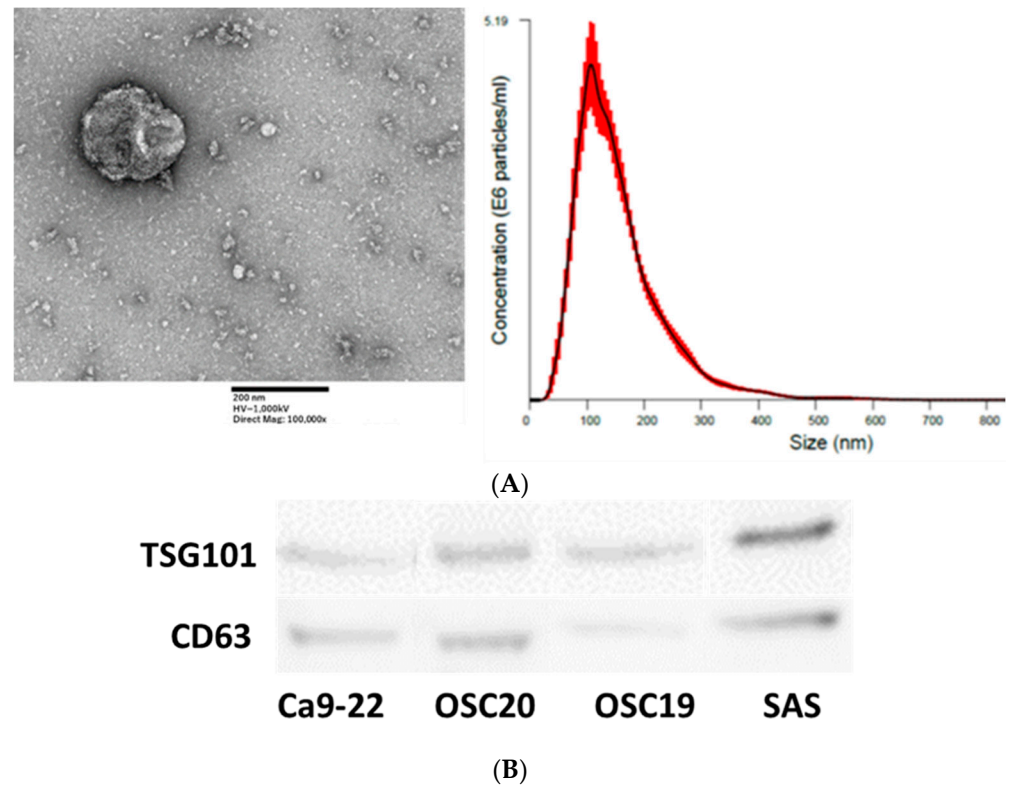 200 nm
HV-1,000kV
Direct Mag: 100,000x
5.19
Concentration (E6 particles/ml)
0 100 200 300 400 500 600 700 800
Size (nm)
(A)
TSG101
CD63
Ca9-22 OSC20 OSC19 SAS
(B)